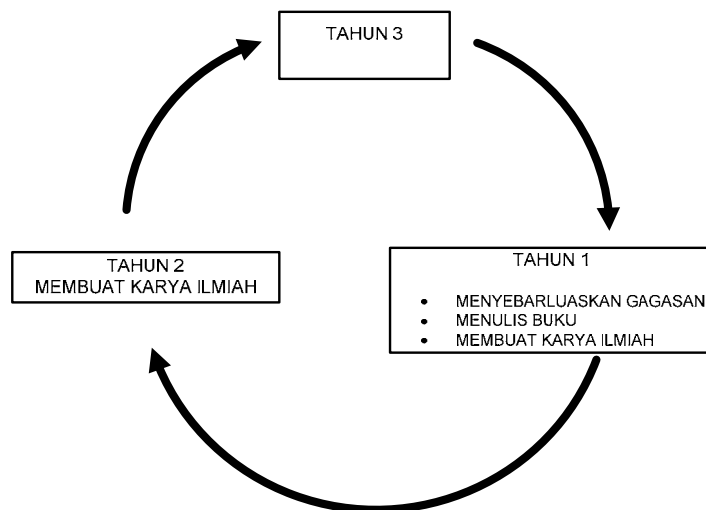 TAHUN 3
TAHUN 2
MEMBUAT KARYA ILMIAH
TAHUN 1
• MENYEBARLUASKAN GAGASAN
• MENULIS BUKU
• MEMBUAT KARYA ILMIAH